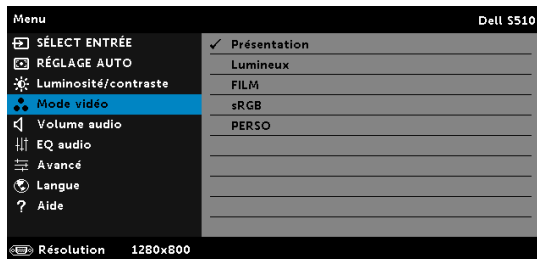 Menu Dell S510
SÉLECT ENTRÉE
RÉGLAGE AUTO
Luminosité/contraste
Mode vidéo
Volume audio
EQ audio
Avancé
Langue
? Aide
✓ Présentation
Lumineux
FILM
sRGB
PERSO
Résolution 1280x800